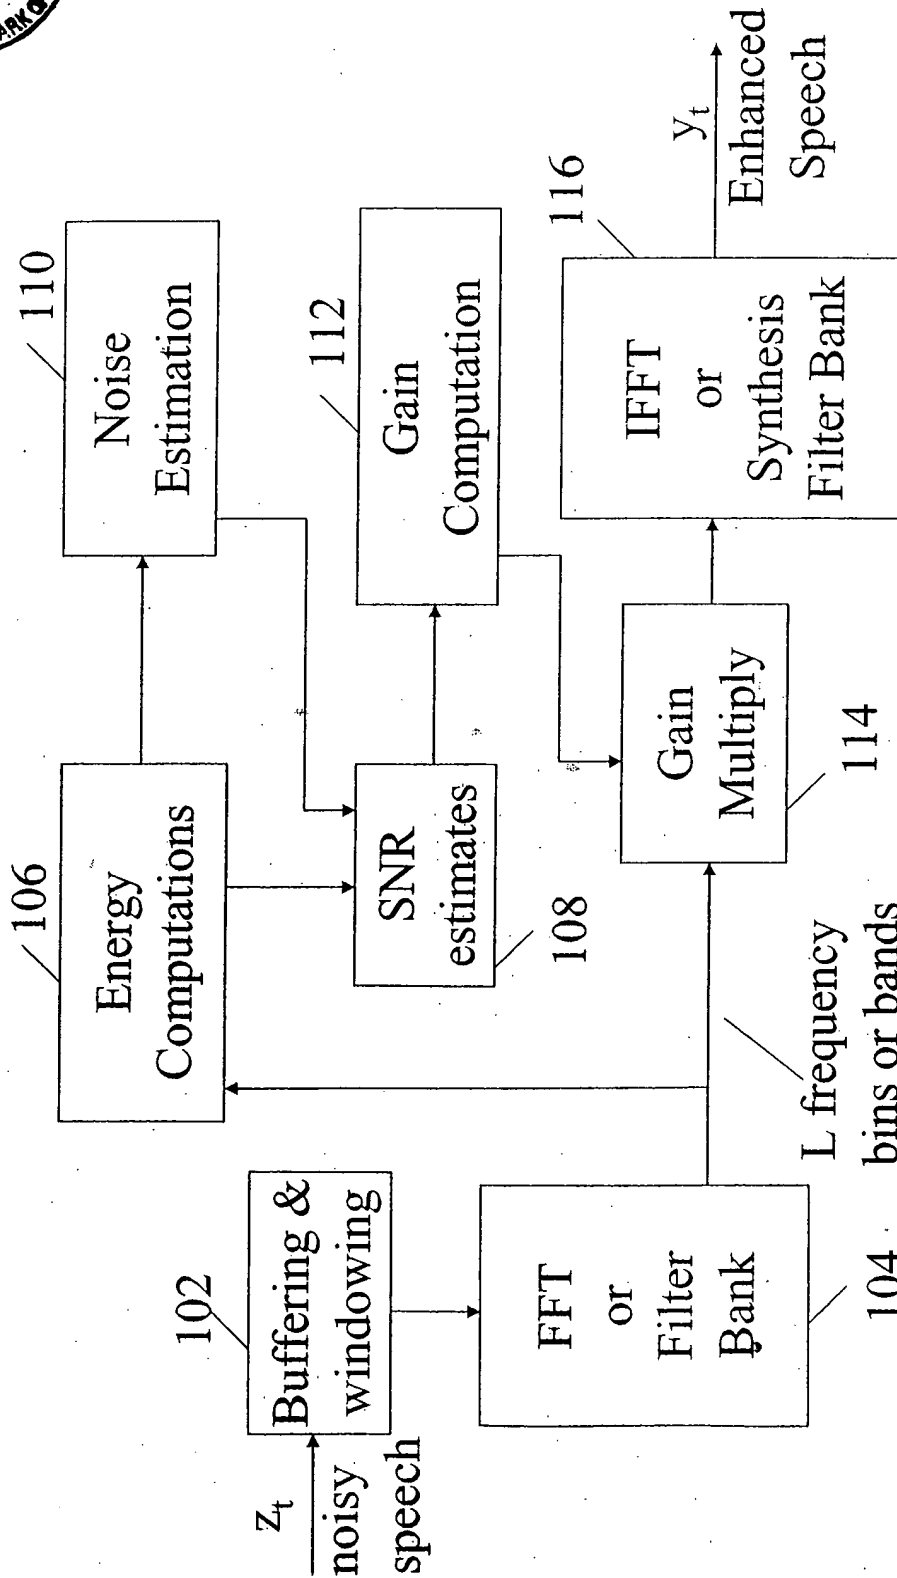 110
Noise
Estimation
106
Energy
Computations
112
Gain
Computation
SNR
estimates
108
102
Buffering &
windowing
z_t
noisy
speech
FFT
or
Filter
Bank
104
L frequency
bins or bands
Gain
Multiply
114
116
IFFT
or
Synthesis
Filter Bank
y_t
Enhanced
Speech